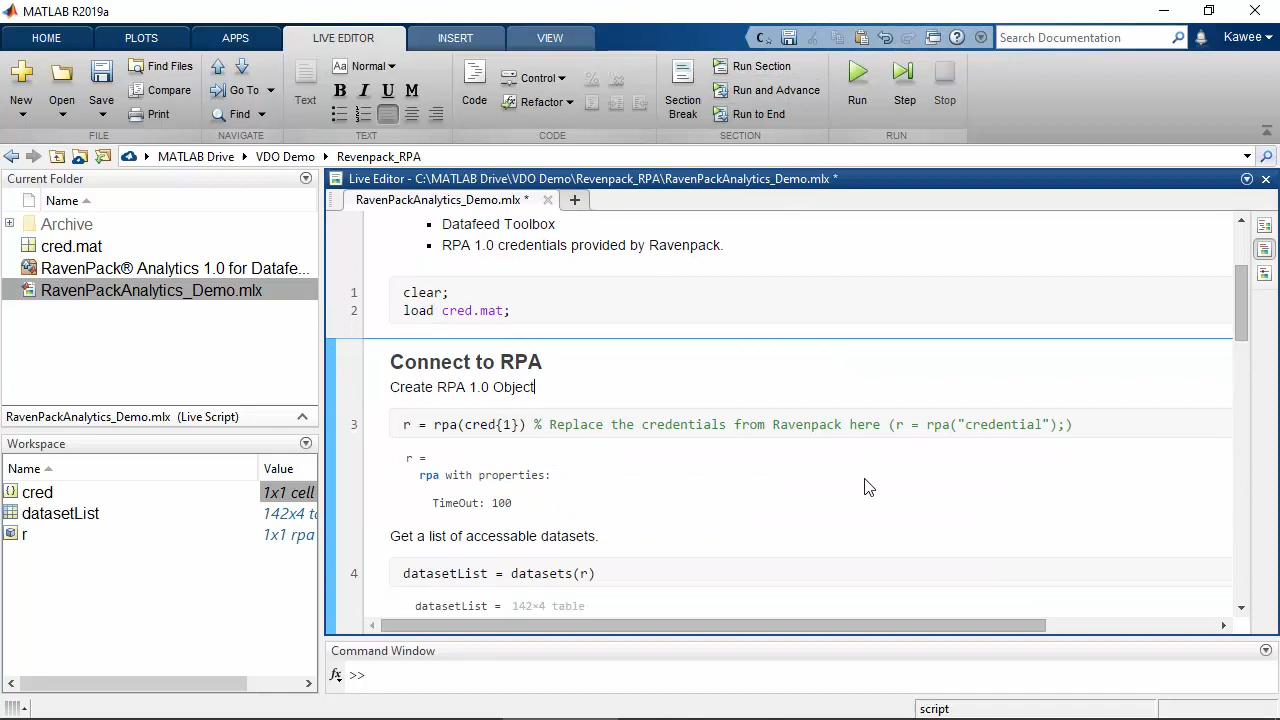 MATLAB R2019a
HOME PLOTS APPS LIVE EDITOR INSERT VIEW Search Documentation Kawee
New Open Save Find Files Compare Print
Go To Find
Text Aa Normal B I U M
Code Control Refactor
Section Break Run Section Run and Advance Run to End
Run Step Stop
FILE NAVIGATE TEXT CODE SECTION RUN
MATLAB Drive VDO Demo Revenpack_RPA
Current Folder
Name
Archive
cred.mat
RavenPack® Analytics 1.0 for Datafe...
RavenPackAnalytics_Demo.mlx
RavenPackAnalytics_Demo.mlx (Live Script)
Workspace
Name Value
cred 1x1 cell
datasetList 142x4 ta
r 1x1 rpa
Live Editor - C:\MATLAB Drive\VDO Demo\Revenpack_RPA\RavenPackAnalytics_Demo.mlx *
RavenPackAnalytics_Demo.mlx * +
Datafeed Toolbox
RPA 1.0 credentials provided by Ravenpack.
1 clear;
2 load cred.mat;
Connect to RPA
Create RPA 1.0 Object
3 r = rpa(cred{1}) % Replace the credentials from Ravenpack here (r = rpa("credential");)
r =
rpa with properties:
TimeOut: 100
Get a list of accessable datasets.
4 datasetList = datasets(r)
datasetList = 142×4 table
Command Window
fx >>
script